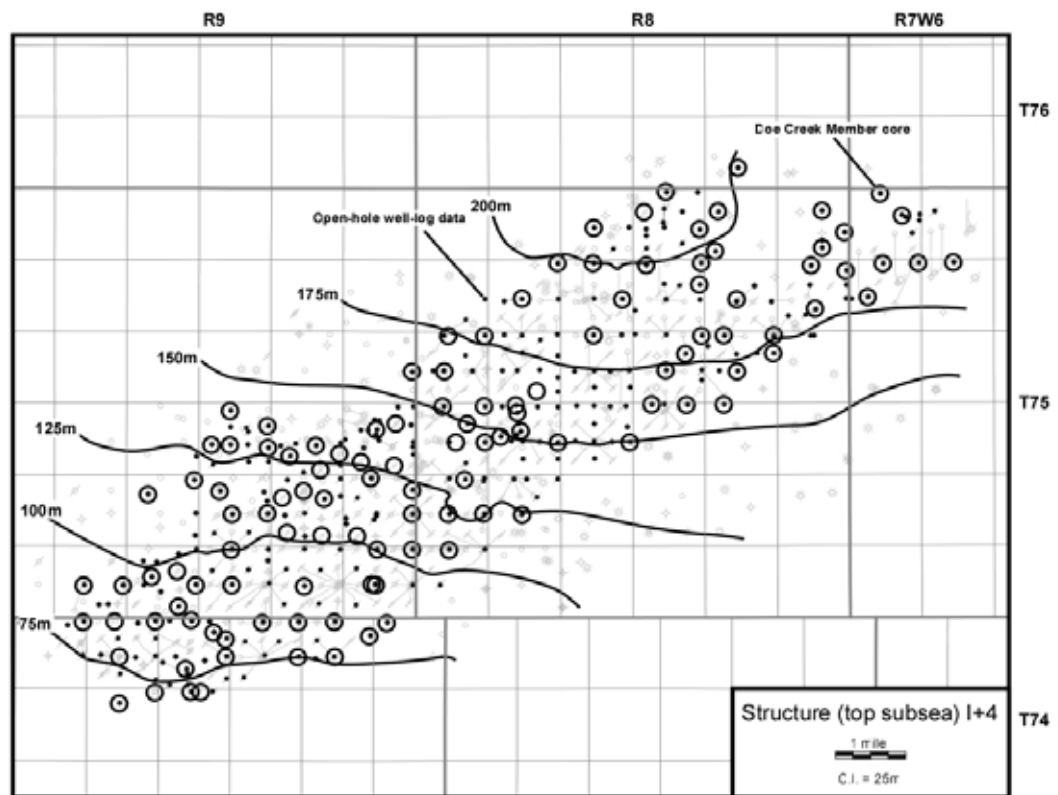 R9 R8 R7W6
T76
Doe Creek Member core
200m
Open-hole well-log data
175m
150m
T75
125m
100m
75m
Structure (top subsea) I+4
T74
1 mile
C.I. = 25m